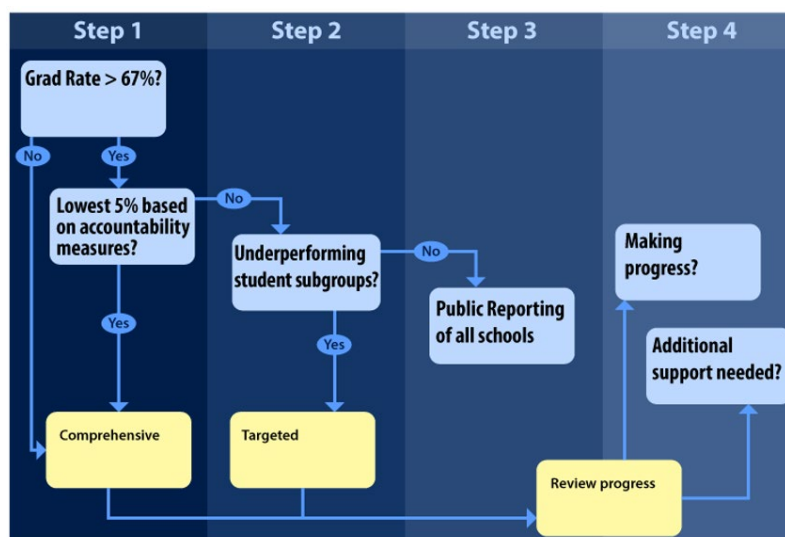 Step 1
Step 2
Step 3
Step 4
Grad Rate > 67%?
No
Yes
Lowest 5% based
on accountability
measures?
No
Underperforming
student subgroups?
No
Public Reporting
of all schools
Making
progress?
Additional
support needed?
Yes
Yes
Comprehensive
Targeted
Review progress